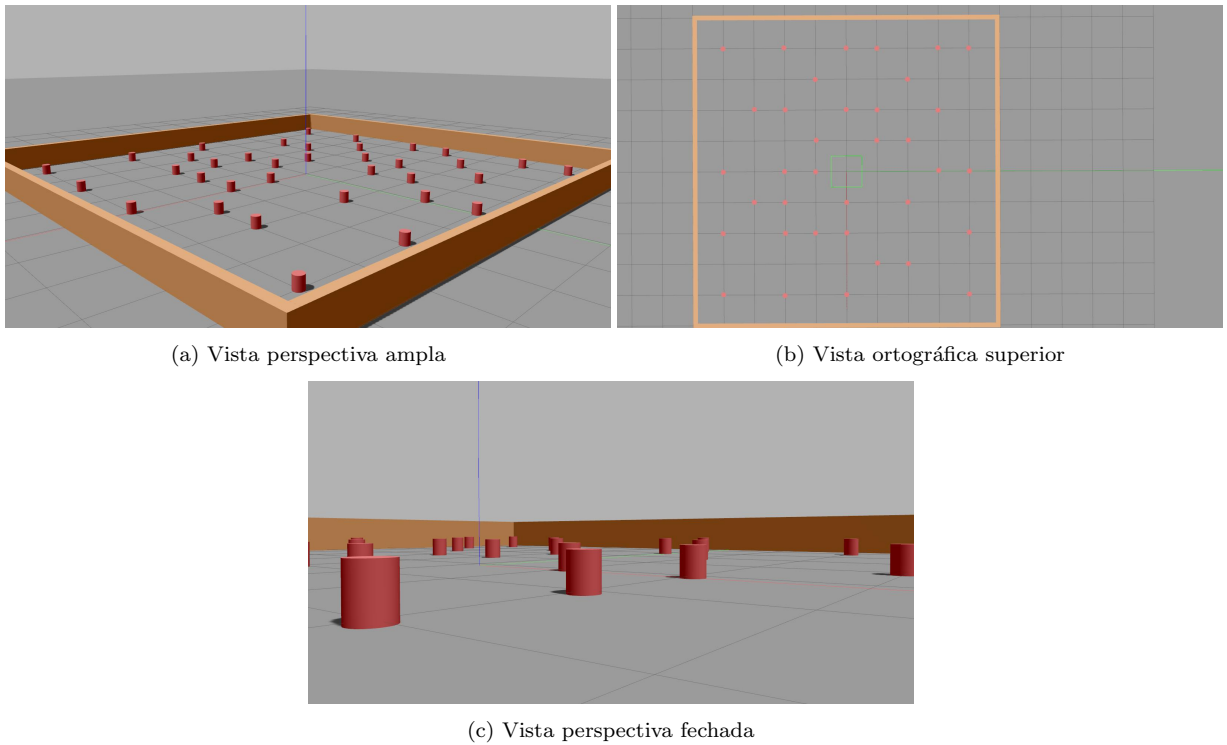 (a) Vista perspectiva ampla
(b) Vista ortográfica superior
(c) Vista perspectiva fechada